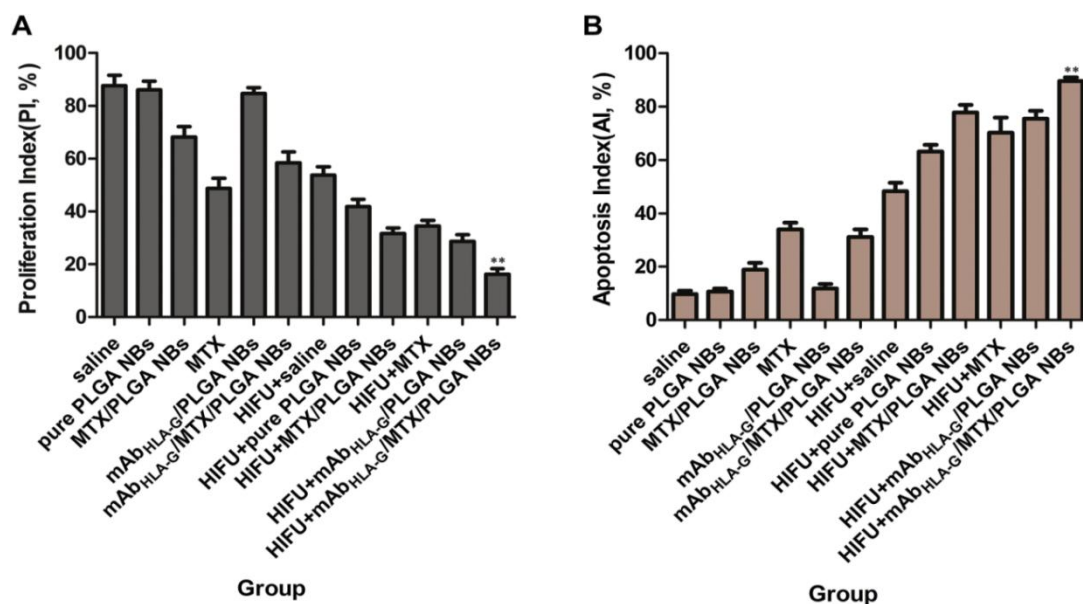 A
Proliferation Index(PI, %)
100
80
60
40
20
0
**
saline
pure PLGA NBs
MTX/PLGA NBs
MTX
mAbHLA-G/PLGA NBs
mAbHLA-G/MTX/PLGA NBs
HIFU+saline
HIFU+pure PLGA NBs
HIFU+MTX/PLGA NBs
HIFU+MTX
HIFU+mAbHLA-G/PLGA NBs
HIFU+mAbHLA-G/MTX/PLGA NBs
Group
B
Apoptosis Index(AI, %)
100
80
60
40
20
0
**
saline
pure PLGA NBs
MTX/PLGA NBs
MTX
mAbHLA-G/PLGA NBs
mAbHLA-G/MTX/PLGA NBs
HIFU+saline
HIFU+pure PLGA NBs
HIFU+MTX/PLGA NBs
HIFU+MTX
HIFU+mAbHLA-G/PLGA NBs
HIFU+mAbHLA-G/MTX/PLGA NBs
Group